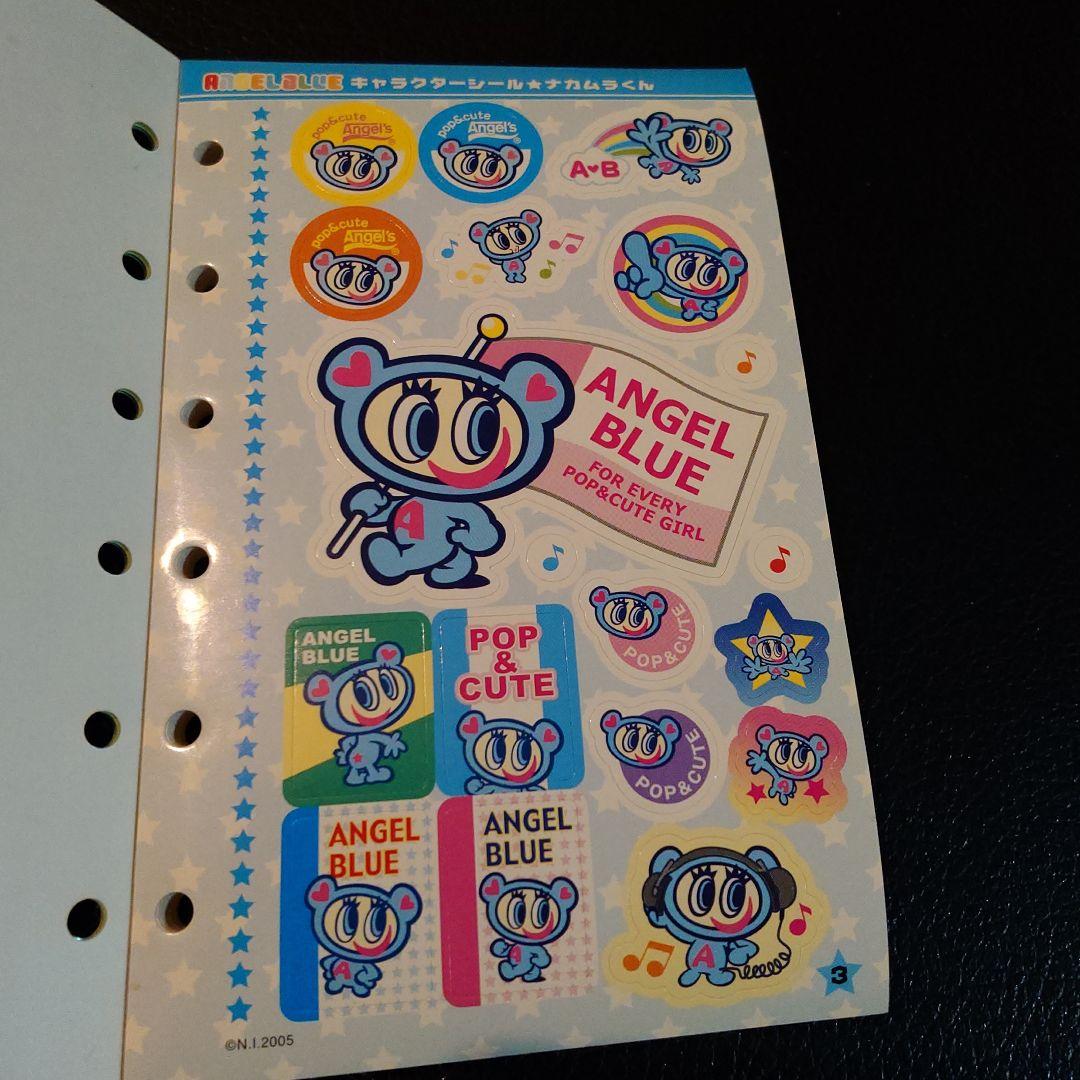 ANGEL BLUE キャラクターシール★ナカムラくん
pop&cute
Angel's
pop&cute
Angel's
A♥B
pop&cute
Angel's
ANGEL
BLUE
FOR EVERY
POP&CUTE GIRL
A
ANGEL
BLUE
POP
&
CUTE
POP&CUTE
POP&CUTE
ANGEL
BLUE
ANGEL
BLUE
A
A
3
©N.I.2005